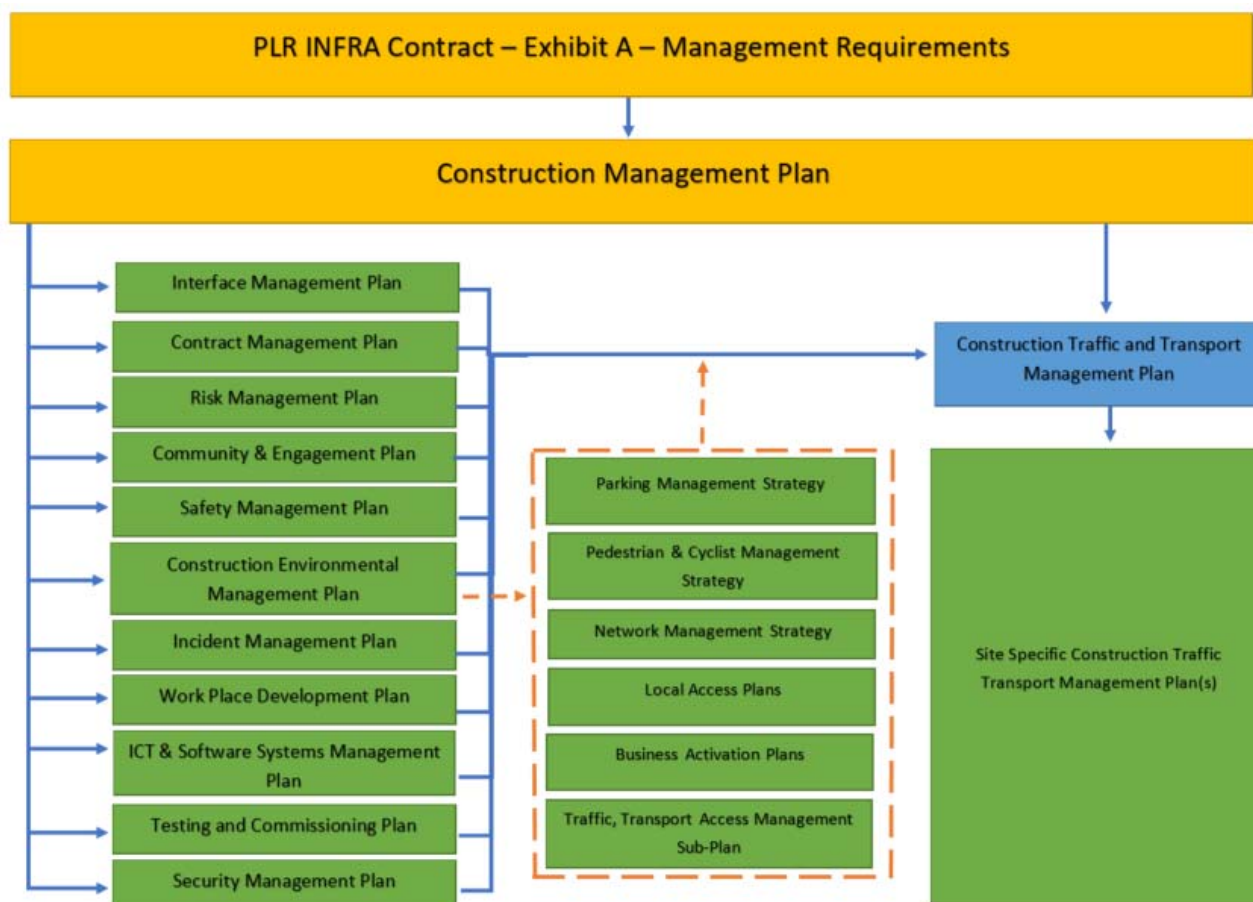 PLR INFRA Contract – Exhibit A – Management Requirements
Construction Management Plan
Interface Management Plan
Contract Management Plan
Risk Management Plan
Community & Engagement Plan
Safety Management Plan
Construction Environmental
Management Plan
Incident Management Plan
Work Place Development Plan
ICT & Software Systems Management
Plan
Testing and Commissioning Plan
Security Management Plan
Parking Management Strategy
Pedestrian & Cyclist Management
Strategy
Network Management Strategy
Local Access Plans
Business Activation Plans
Traffic, Transport Access Management
Sub-Plan
Construction Traffic and Transport
Management Plan
Site Specific Construction Traffic
Transport Management Plan(s)